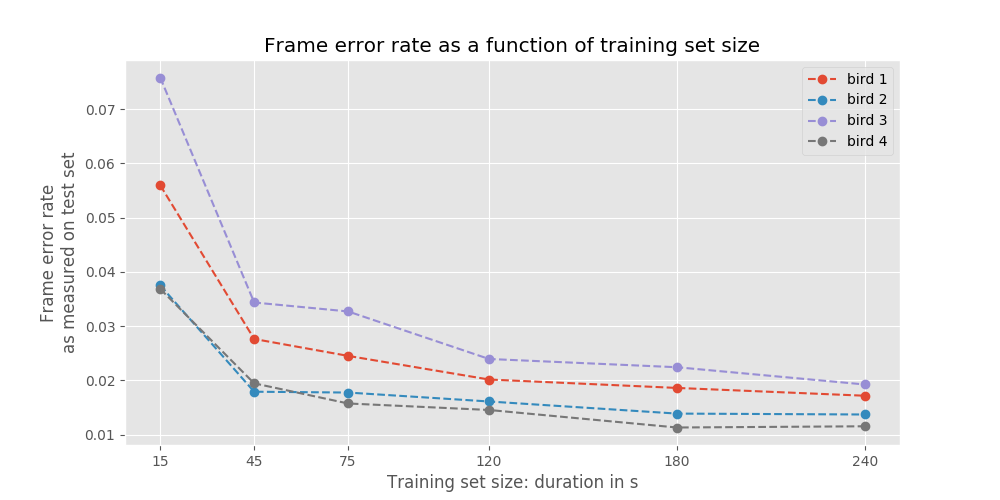 Frame error rate as a function of training set size
bird 1
bird 2
bird 3
bird 4
Frame error rate
as measured on test set
0.07
0.06
0.05
0.04
0.03
0.02
0.01
15 45 75 120 180 240
Training set size: duration in s